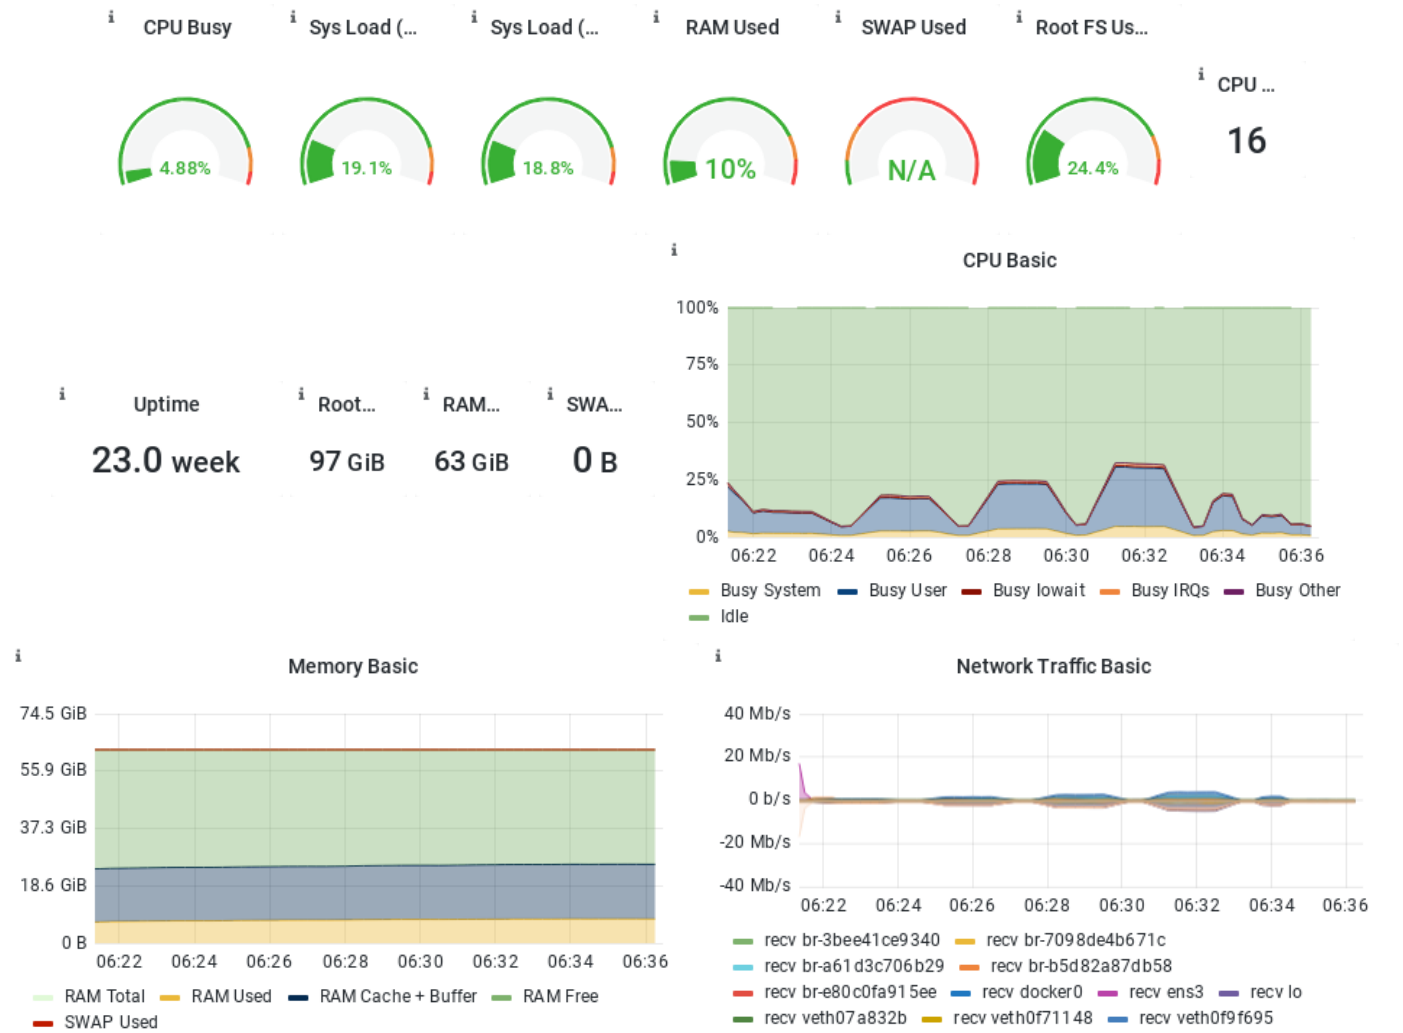 CPU Busy
Sys Load (...
Sys Load (...
RAM Used
SWAP Used
Root FS Us...
CPU ...
4.88%
19.1%
18.8%
10%
N/A
24.4%
16
Uptime
Root...
RAM...
SWA...
23.0 week
97 GiB
63 GiB
0 B
CPU Basic
100%
75%
50%
25%
0%
06:22 06:24 06:26 06:28 06:30 06:32 06:34 06:36
Busy System Busy User Busy Iowait Busy IRQs Busy Other
Idle
Memory Basic
74.5 GiB
55.9 GiB
37.3 GiB
18.6 GiB
0 B
06:22 06:24 06:26 06:28 06:30 06:32 06:34 06:36
RAM Total RAM Used RAM Cache + Buffer RAM Free
SWAP Used
Network Traffic Basic
40 Mb/s
20 Mb/s
0 b/s
-20 Mb/s
-40 Mb/s
06:22 06:24 06:26 06:28 06:30 06:32 06:34 06:36
recv br-3bee41ce9340 recv br-7098de4b671c
recv br-a61d3c706b29 recv br-b5d82a87db58
recv br-e80c0fa915ee recv docker0 recv ens3 recv lo
recv veth07a832b recv veth0f71148 recv veth0f9f695